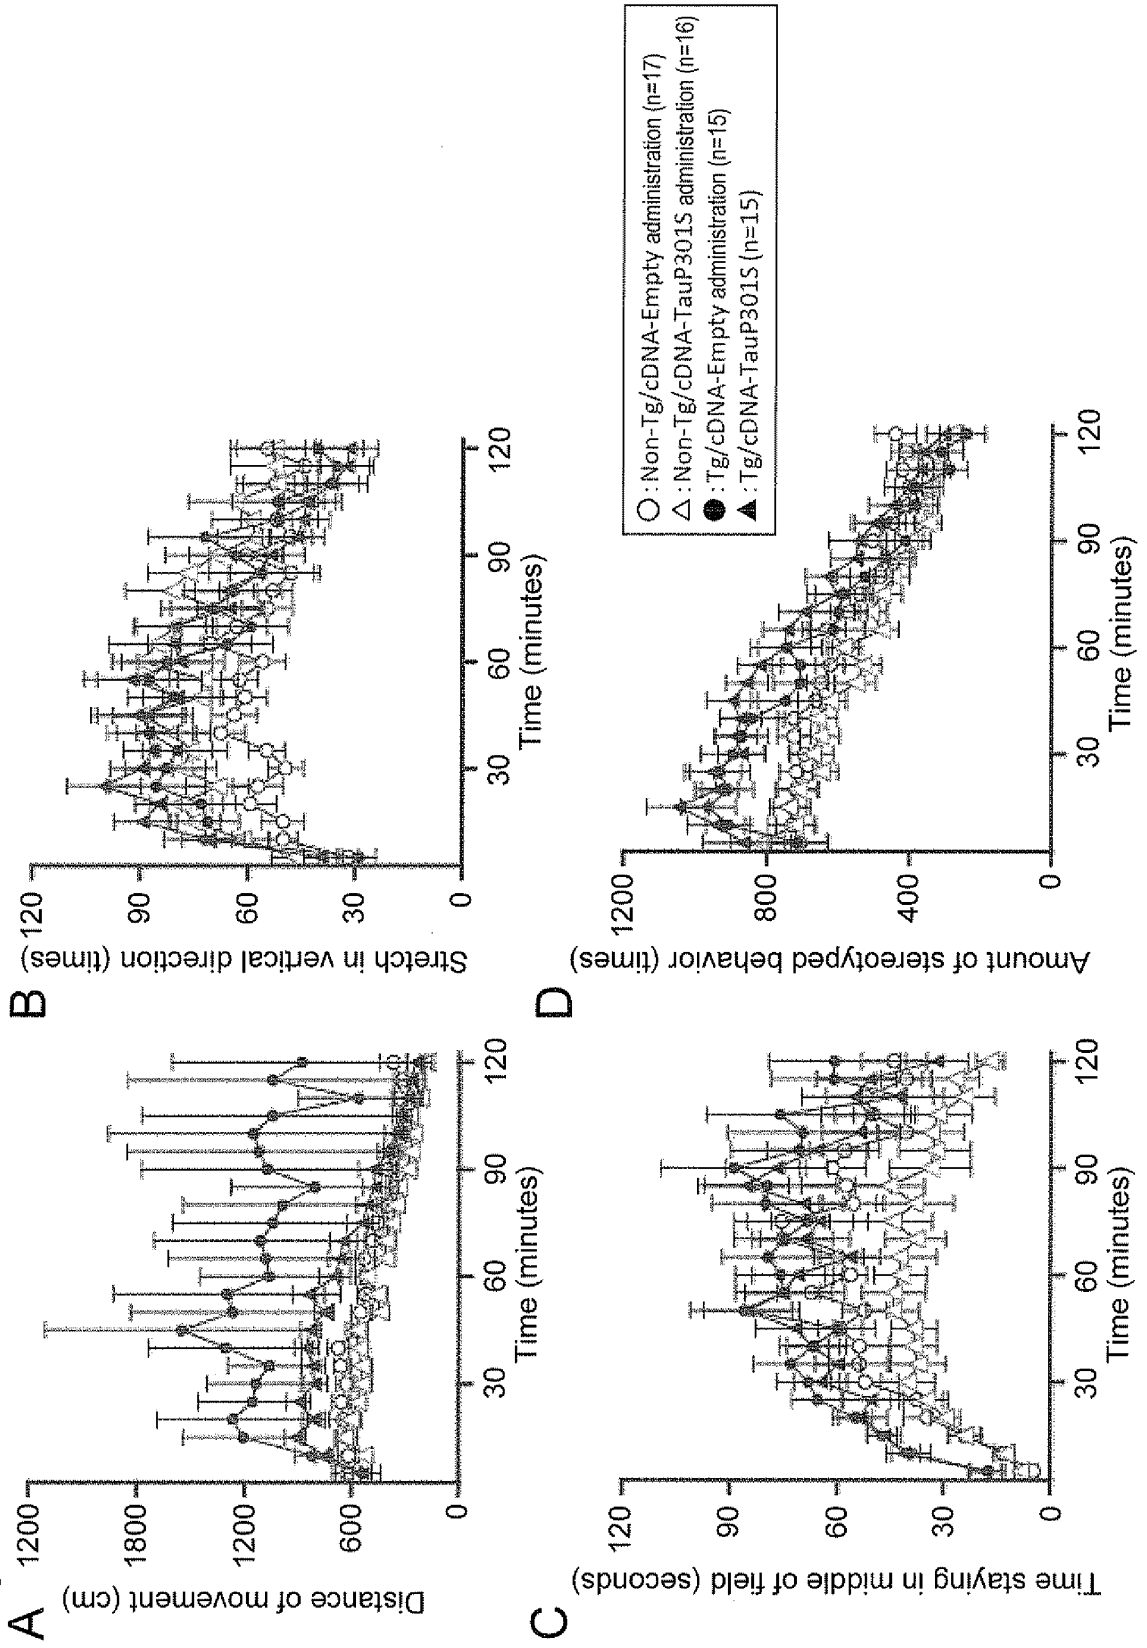 A
Distance of movement (cm)
1200
1800
1200
600
0
30
60
90
120
Time (minutes)
B
Stretch in vertical direction (times)
120
90
60
30
0
30
60
90
120
Time (minutes)
C
Time staying in middle of field (seconds)
120
90
60
30
0
30
60
90
120
Time (minutes)
D
Amount of stereotyped behavior (times)
1200
800
400
0
30
60
90
120
Time (minutes)
○:Non-Tg/cDNA-Empty administration (n=17)
△:Non-Tg/cDNA-TauP301S administration (n=16)
●:Tg/cDNA-Empty administration (n=15)
▲:Tg/cDNA-TauP301S (n=15)